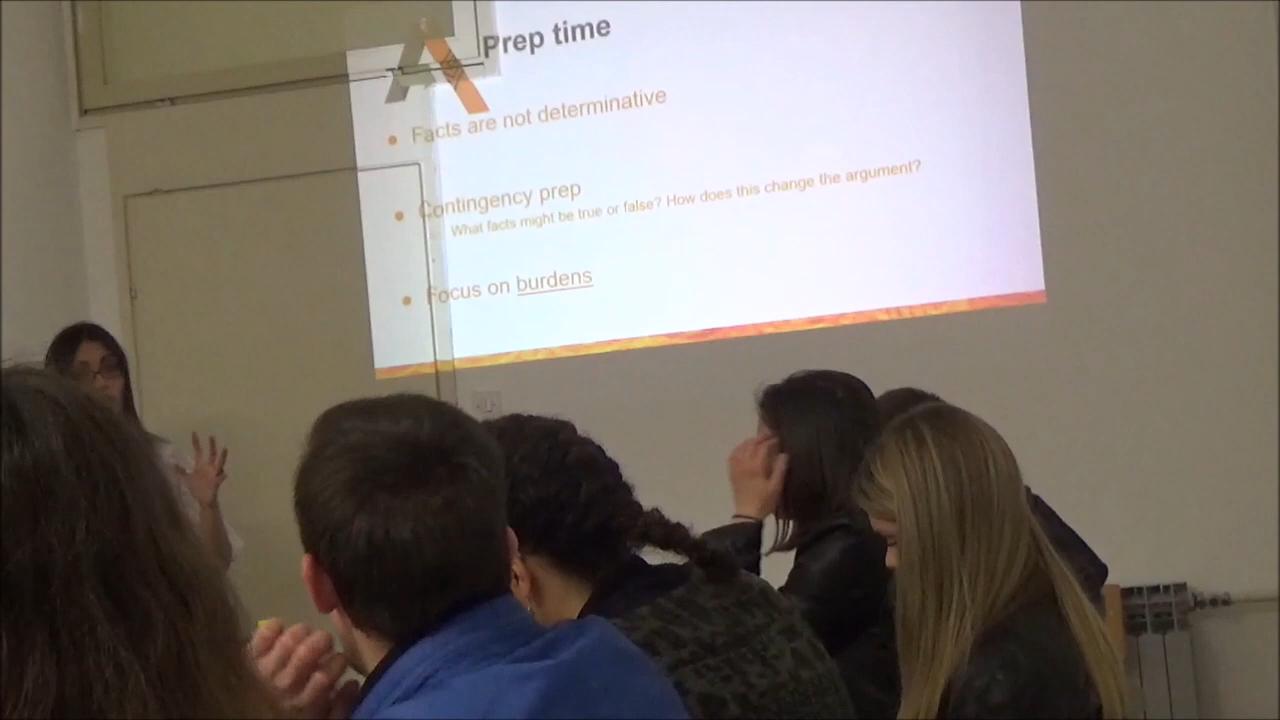 Prep time
Facts are not determinative
Contingency prep
What facts might be true or false? How does this change the argument?
Focus on burdens